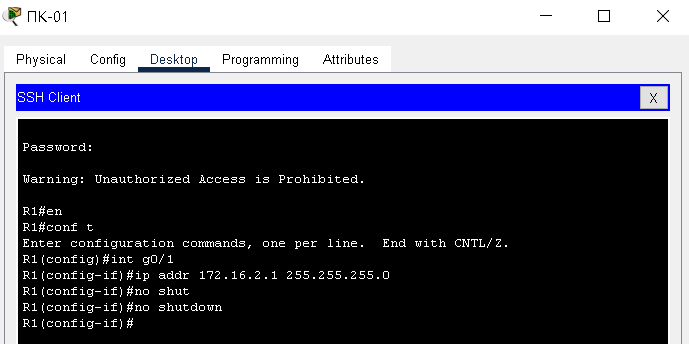 ПК-01
Physical Config Desktop Programming Attributes
SSH Client
X
Password:
Warning: Unauthorized Access is Prohibited.
R1#en
R1#conf t
Enter configuration commands, one per line.  End with CNTL/Z.
R1(config)#int g0/1
R1(config-if)#ip addr 172.16.2.1 255.255.255.0
R1(config-if)#no shut
R1(config-if)#no shutdown
R1(config-if)#